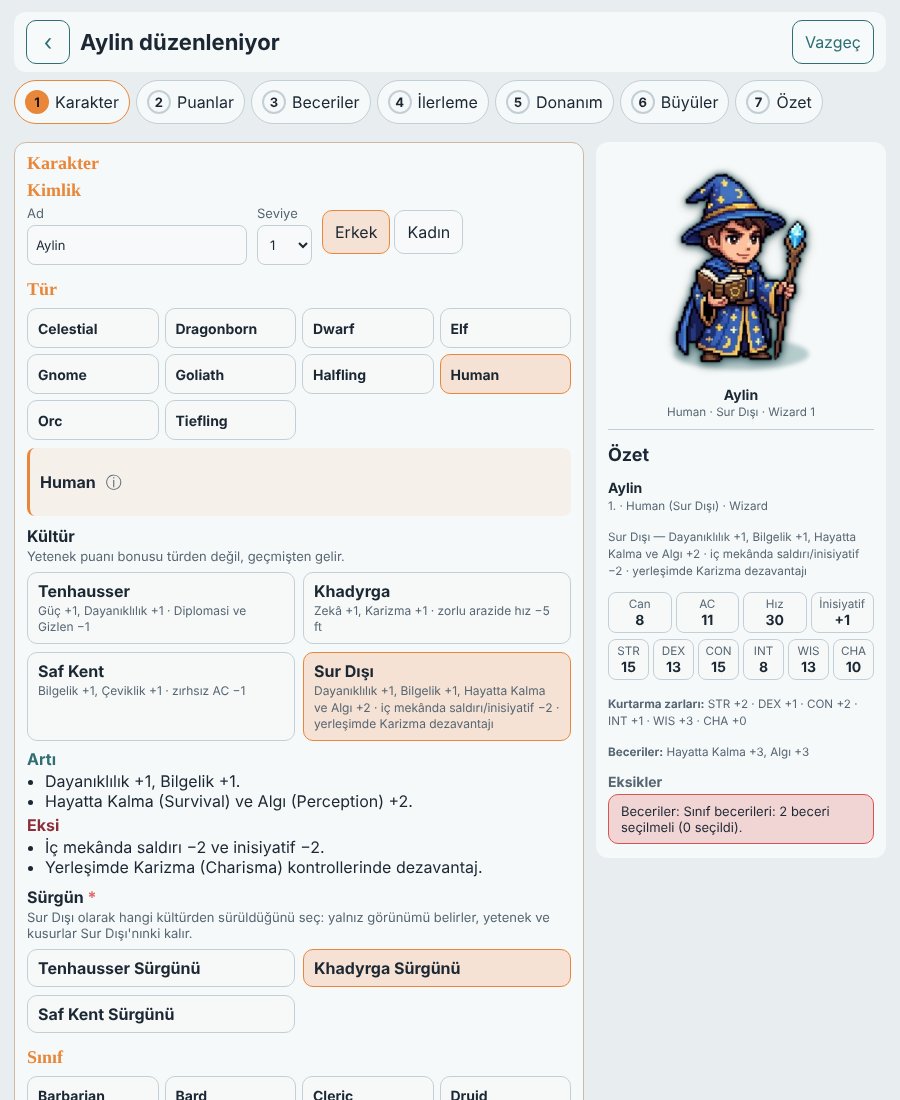 ‹
Aylin düzenleniyor
Vazgeç
1 Karakter
2 Puanlar
3 Beceriler
4 İlerleme
5 Donanım
6 Büyüler
7 Özet
Karakter
Kimlik
Ad
Seviye
Aylin
1
Erkek
Kadın
Tür
Celestial
Dragonborn
Dwarf
Elf
Gnome
Goliath
Halfling
Human
Orc
Tiefling
Human ⓘ
Kültür
Yetenek puanı bonusu türden değil, geçmişten gelir.
Tenhausser
Güç +1, Dayanıklılık +1 · Diplomasi ve
Gizlen −1
Khadyrga
Zekâ +1, Karizma +1 · zorlu arazide hız −5
ft
Saf Kent
Bilgelik +1, Çeviklik +1 · zırhsız AC −1
Sur Dışı
Dayanıklılık +1, Bilgelik +1, Hayatta Kalma
ve Algı +2 · iç mekânda saldırı/inisiyatif −2 ·
yerleşimde Karizma dezavantajı
Artı
• Dayanıklılık +1, Bilgelik +1.
• Hayatta Kalma (Survival) ve Algı (Perception) +2.
Eksi
• İç mekânda saldırı −2 ve inisiyatif −2.
• Yerleşimde Karizma (Charisma) kontrollerinde dezavantaj.
Sürgün *
Sur Dışı olarak hangi kültürden sürüldüğünü seç: yalnız görünümü belirler, yetenek ve
kusurlar Sur Dışı'nınki kalır.
Tenhausser Sürgünü
Khadyrga Sürgünü
Saf Kent Sürgünü
Sınıf
Barbarian
Bard
Cleric
Druid
Aylin
Human · Sur Dışı · Wizard 1
Özet
Aylin
1. · Human (Sur Dışı) · Wizard
Sur Dışı — Dayanıklılık +1, Bilgelik +1, Hayatta
Kalma ve Algı +2 · iç mekânda saldırı/inisiyatif
−2 · yerleşimde Karizma dezavantajı
Can
8
AC
11
Hız
30
İnisiyatif
+1
STR
15
DEX
13
CON
15
INT
8
WIS
13
CHA
10
Kurtarma zarları: STR +2 · DEX +1 · CON +2 ·
INT +1 · WIS +3 · CHA +0
Beceriler: Hayatta Kalma +3, Algı +3
Eksikler
Beceriler: Sınıf becerileri: 2 beceri
seçilmeli (0 seçildi).